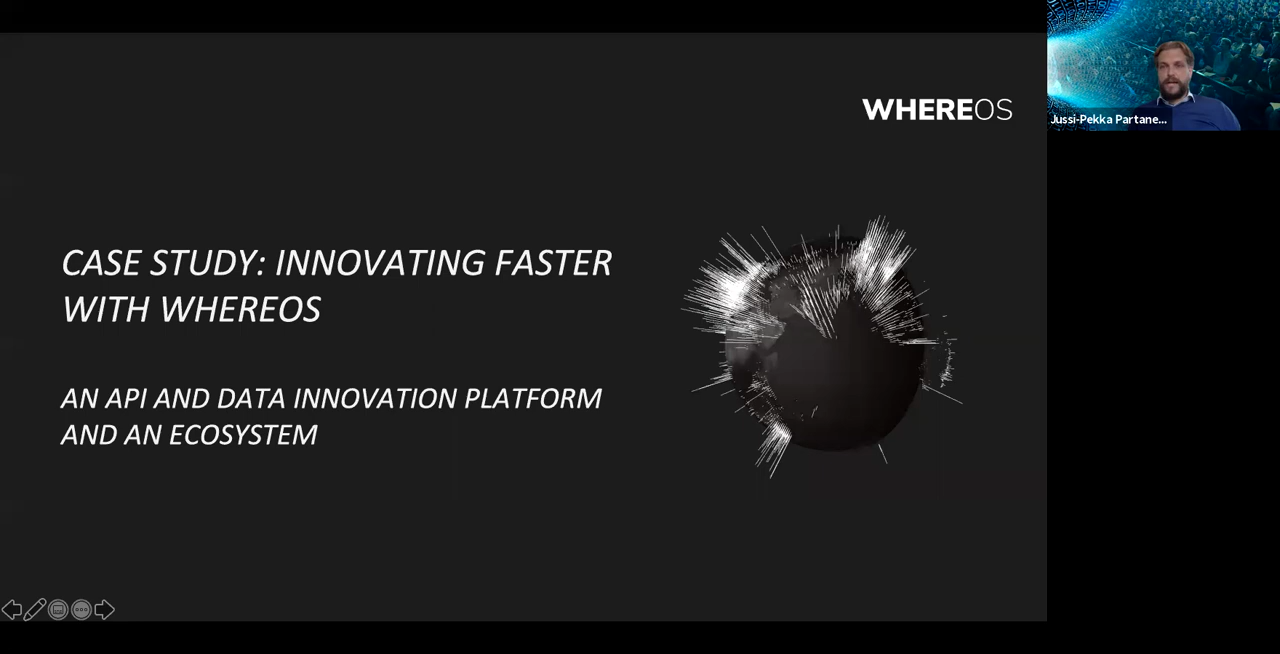 WHEREOS
Jussi-Pekka Partane...
CASE STUDY: INNOVATING FASTER
WITH WHEREOS
AN API AND DATA INNOVATION PLATFORM
AND AN ECOSYSTEM